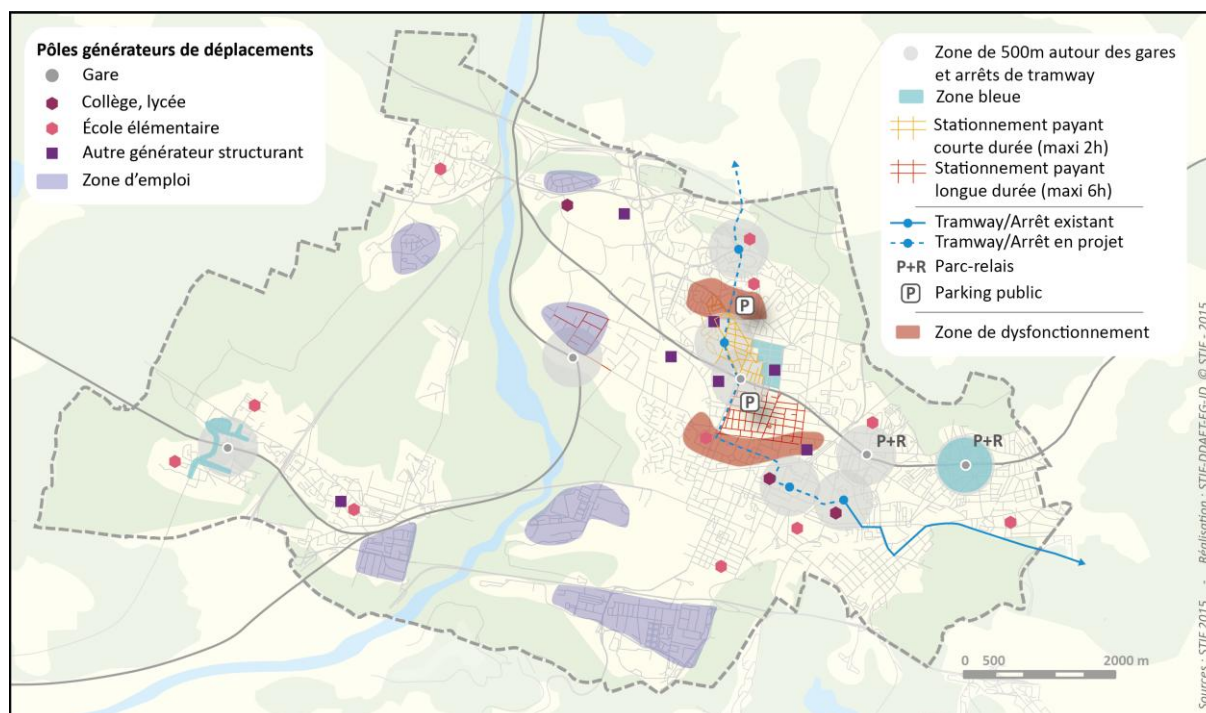 Pôles générateurs de déplacements
Gare
Collège, lycée
École élémentaire
Autre générateur structurant
Zone d'emploi
Zone de 500m autour des gares
et arrêts de tramway
Zone bleue
Stationnement payant
courte durée (maxi 2h)
Stationnement payant
longue durée (maxi 6h)
Tramway/Arrêt existant
Tramway/Arrêt en projet
P+R Parc-relais
P Parking public
Zone de dysfonctionnement
P
P
P+R
P+R
0 500 2000 m
Sources : STIF 2015 - Réalisation : STIF-DDAET-EG-JD © STIF - 2015